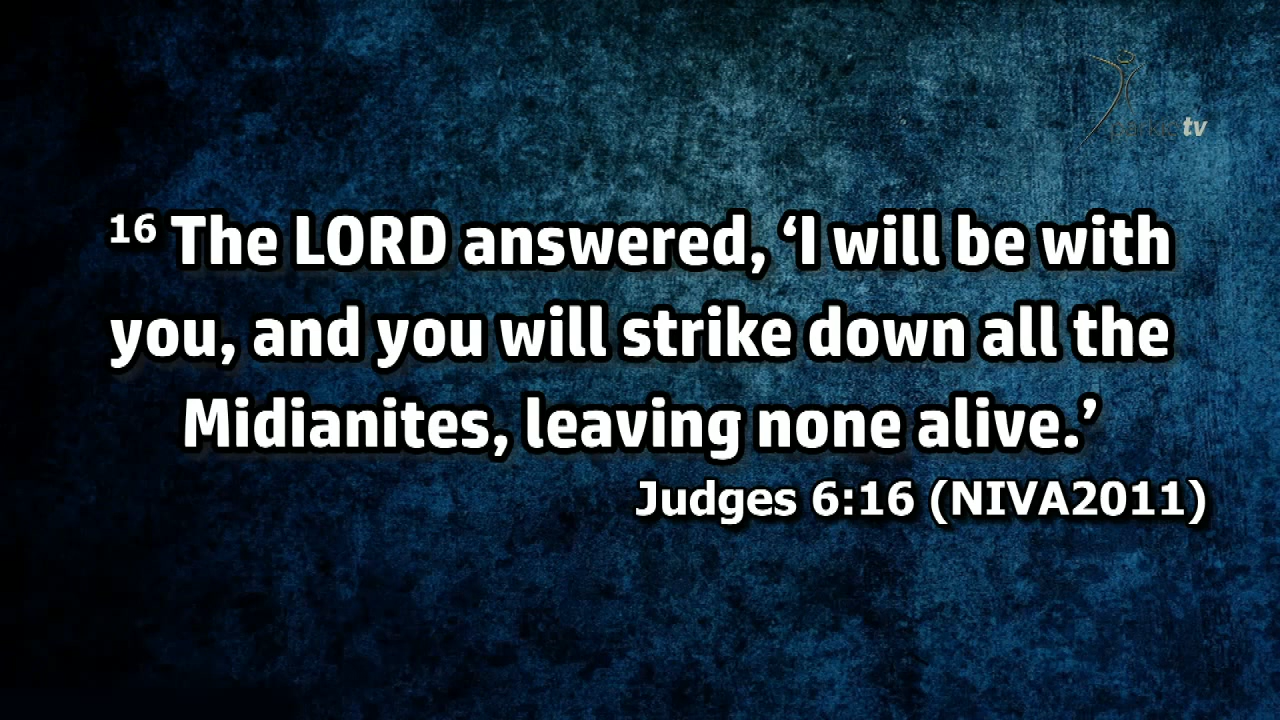 tv
16 The LORD answered, ‘I will be with
you, and you will strike down all the
Midianites, leaving none alive.’
Judges 6:16 (NIVA2011)